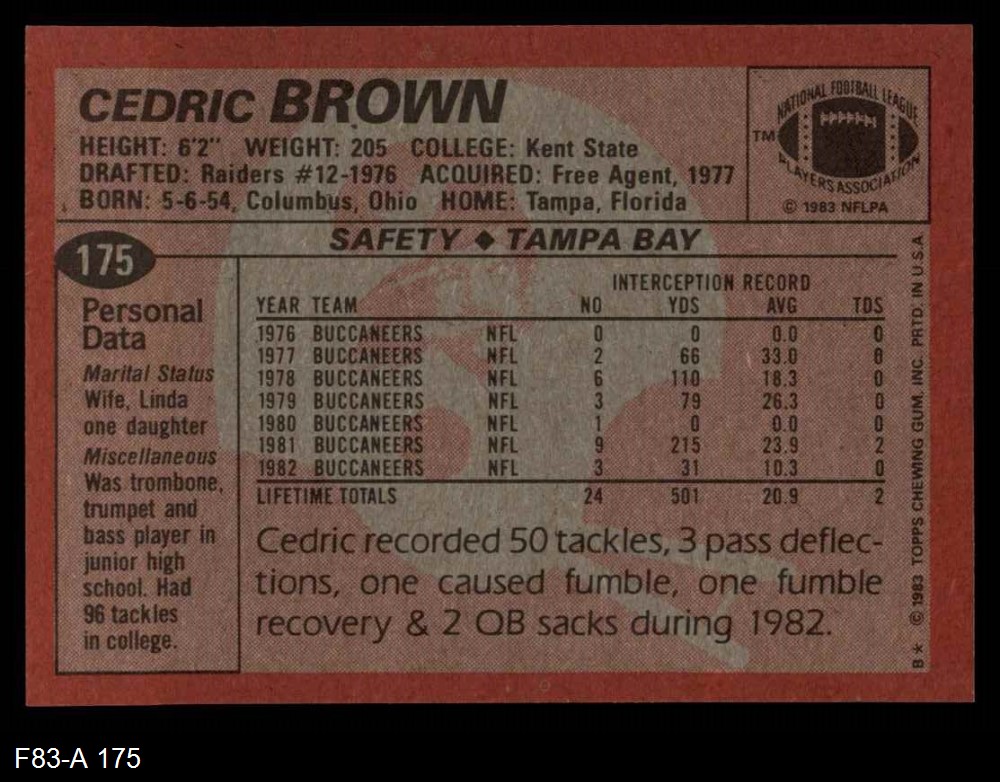 CEDRIC BROWN
HEIGHT: 6'2" WEIGHT: 205 COLLEGE: Kent State
DRAFTED: Raiders #12-1976 ACQUIRED: Free Agent, 1977
BORN: 5-6-54, Columbus, Ohio HOME: Tampa, Florida
NATIONAL FOOTBALL LEAGUE
TM
PLAYERS ASSOCIATION
© 1983 NFLPA
SAFETY ♦ TAMPA BAY
175
Personal
Data
Marital Status
Wife, Linda
one daughter
Miscellaneous
Was trombone,
trumpet and
bass player in
junior high
school. Had
96 tackles
in college.
INTERCEPTION RECORD
YEAR TEAM NO YDS AVG TDS
1976 BUCCANEERS NFL 0 0 0.0 0
1977 BUCCANEERS NFL 2 66 33.0 0
1978 BUCCANEERS NFL 6 110 18.3 0
1979 BUCCANEERS NFL 3 79 26.3 0
1980 BUCCANEERS NFL 1 0 0.0 0
1981 BUCCANEERS NFL 9 215 23.9 2
1982 BUCCANEERS NFL 3 31 10.3 0
LIFETIME TOTALS 24 501 20.9 2
Cedric recorded 50 tackles, 3 pass deflec-
tions, one caused fumble, one fumble
recovery & 2 QB sacks during 1982.
B* © 1983 TOPPS CHEWING GUM, INC. PRTD. IN U.S.A.
F83-A 175